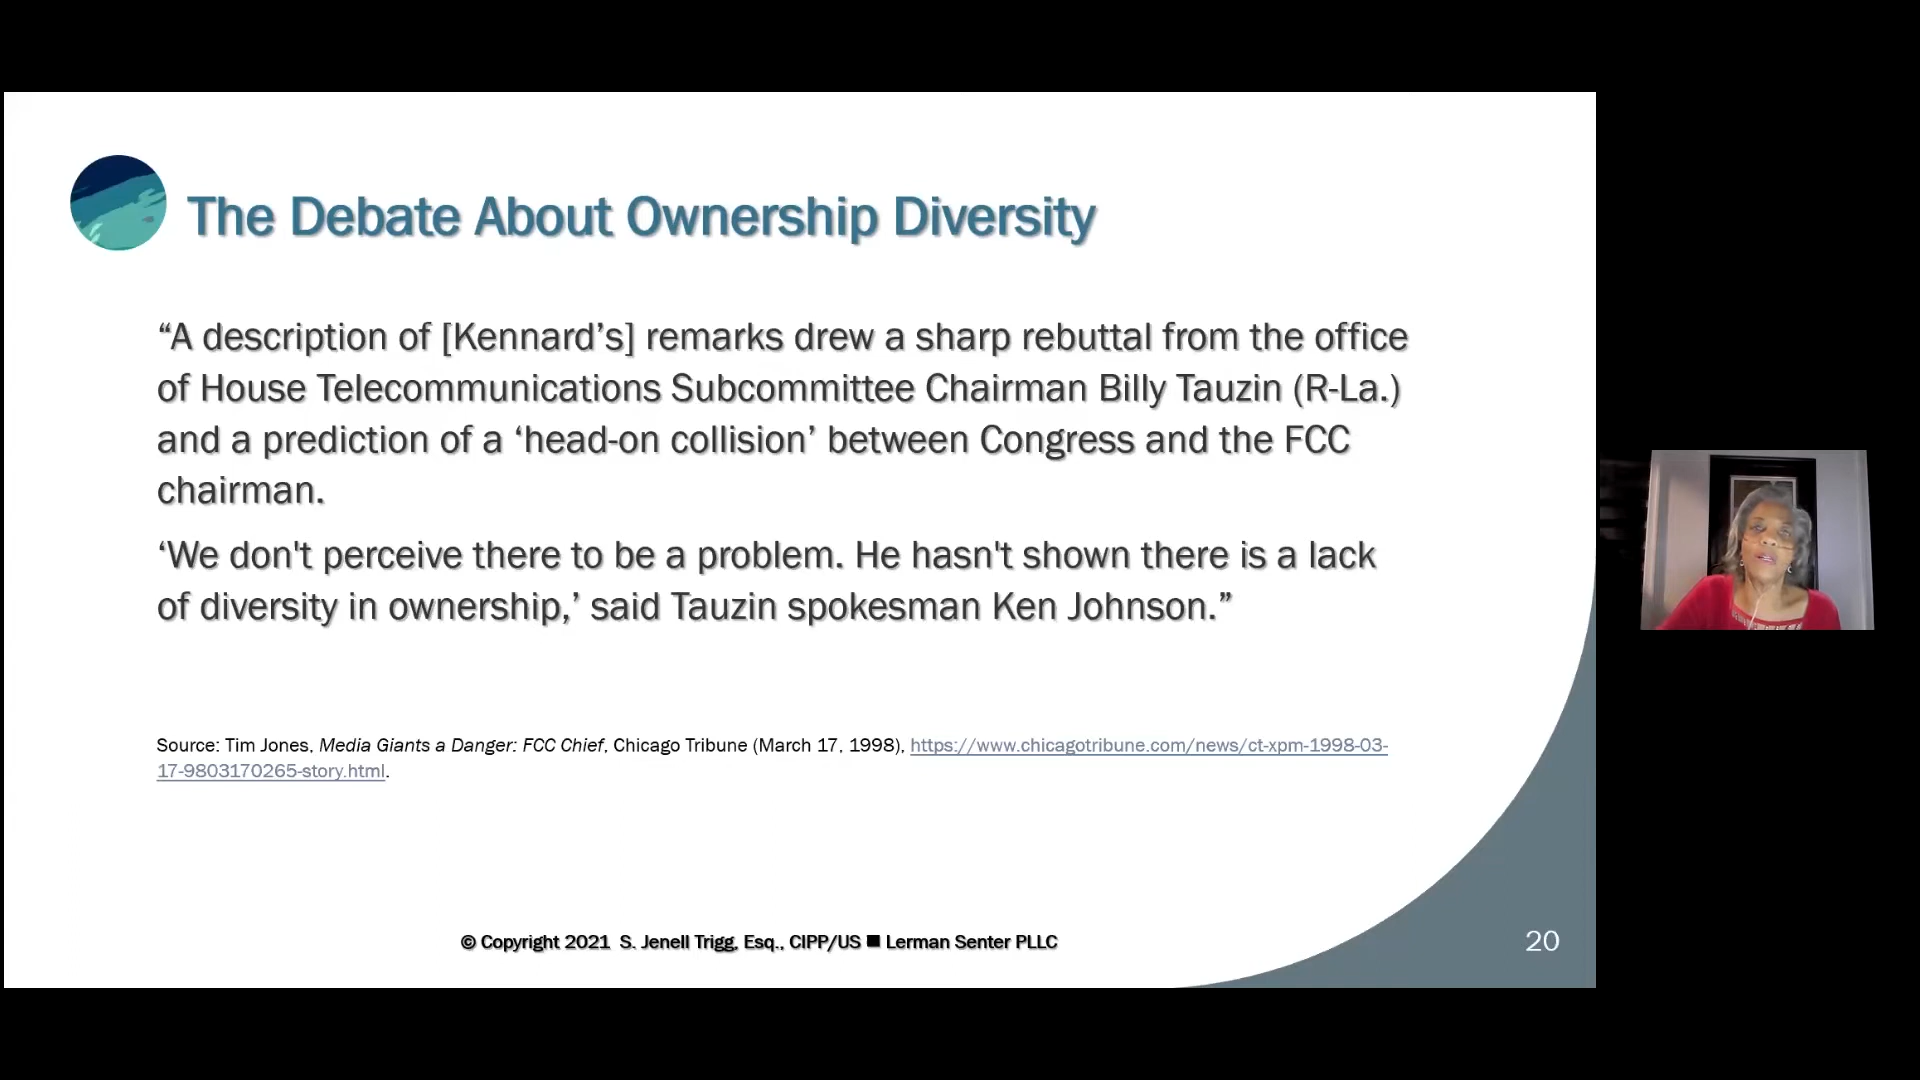 The Debate About Ownership Diversity
“A description of [Kennard’s] remarks drew a sharp rebuttal from the office
of House Telecommunications Subcommittee Chairman Billy Tauzin (R-La.)
and a prediction of a ‘head-on collision’ between Congress and the FCC
chairman.
‘We don't perceive there to be a problem. He hasn't shown there is a lack
of diversity in ownership,’ said Tauzin spokesman Ken Johnson.”
Source: Tim Jones, Media Giants a Danger: FCC Chief, Chicago Tribune (March 17, 1998), https://www.chicagotribune.com/news/ct-xpm-1998-03-
17-9803170265-story.html.
© Copyright 2021 S. Jenell Trigg, Esq., CIPP/US ■ Lerman Senter PLLC
20